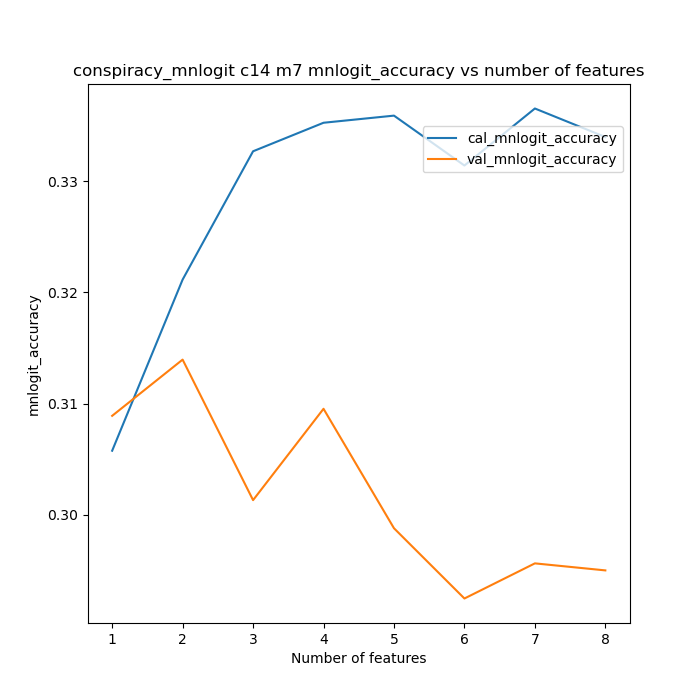 conspiracy_mnlogit c14 m7 mnlogit_accuracy vs number of features
cal_mnlogit_accuracy
val_mnlogit_accuracy
mnlogit_accuracy
0.33
0.32
0.31
0.30
1 2 3 4 5 6 7 8
Number of features